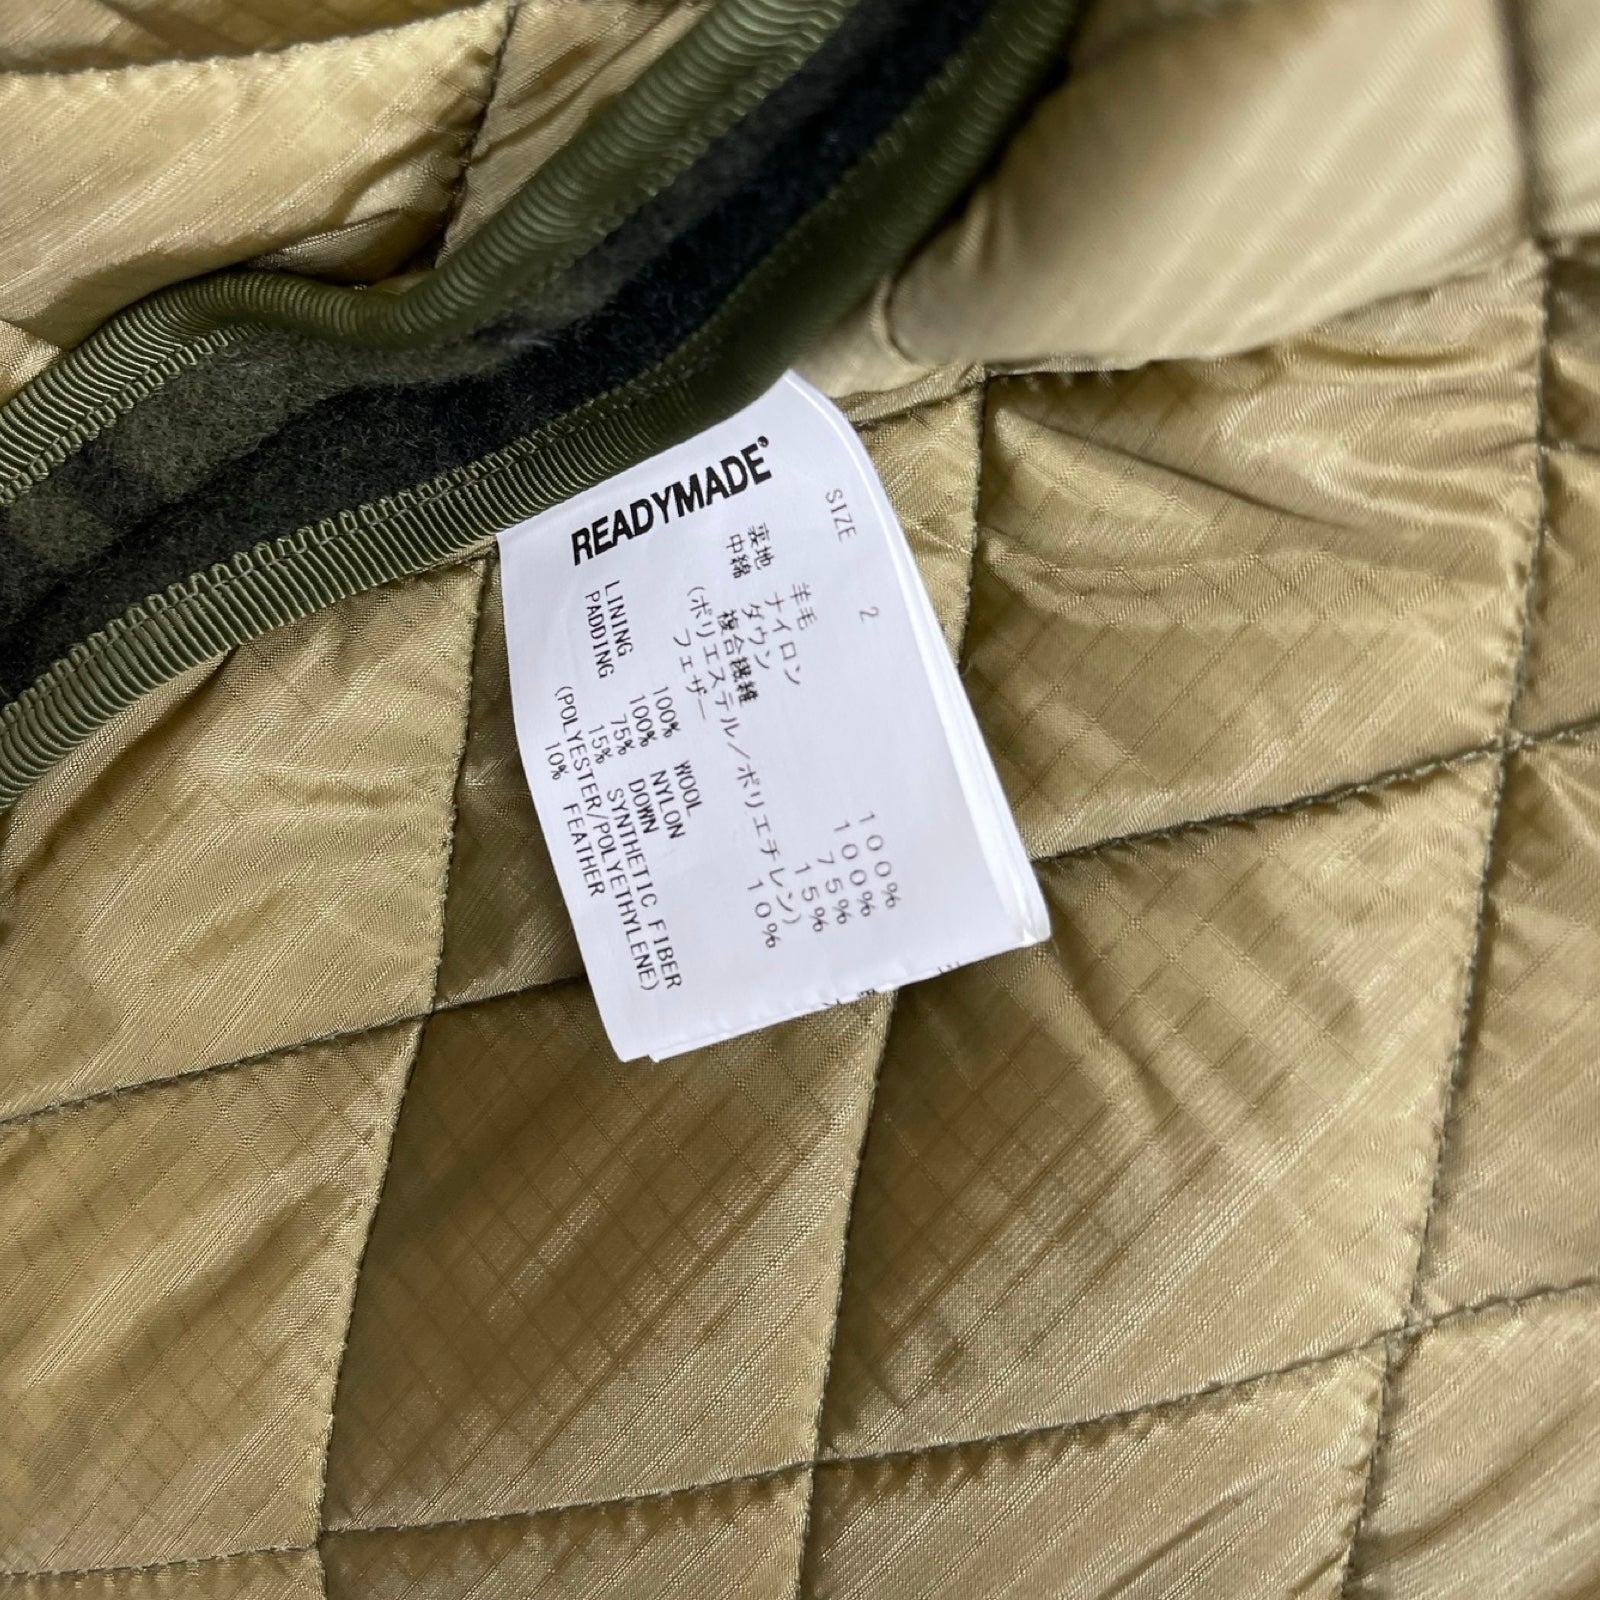 READYMADE®
SIZE 2
羊毛 100%
裏地 ナイロン 100%
中綿 ダウン 75%
複合繊維 15%
(ポリエステル/ポリエチレン)
フェザー 10%
100% WOOL
LINING 100% NYLON
PADDING 75% DOWN
15% SYNTHETIC FIBER
(POLYESTER/POLYETHYLENE)
10% FEATHER